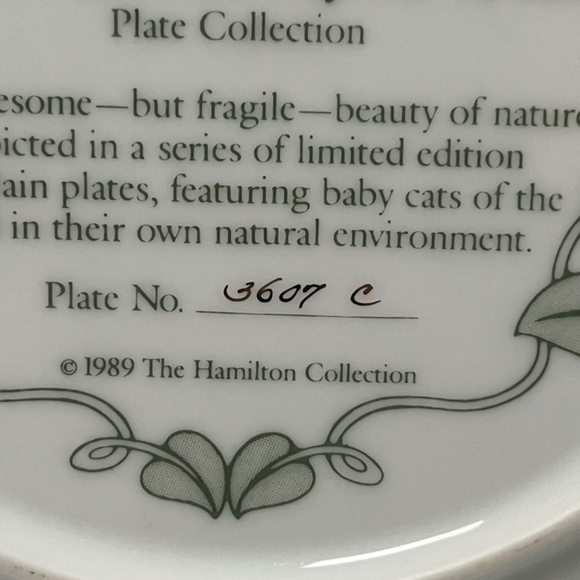 Plate Collection
esome—but fragile—beauty of nature
icted in a series of limited edition
ain plates, featuring baby cats of the
in their own natural environment.
Plate No. 3607 C
© 1989 The Hamilton Collection